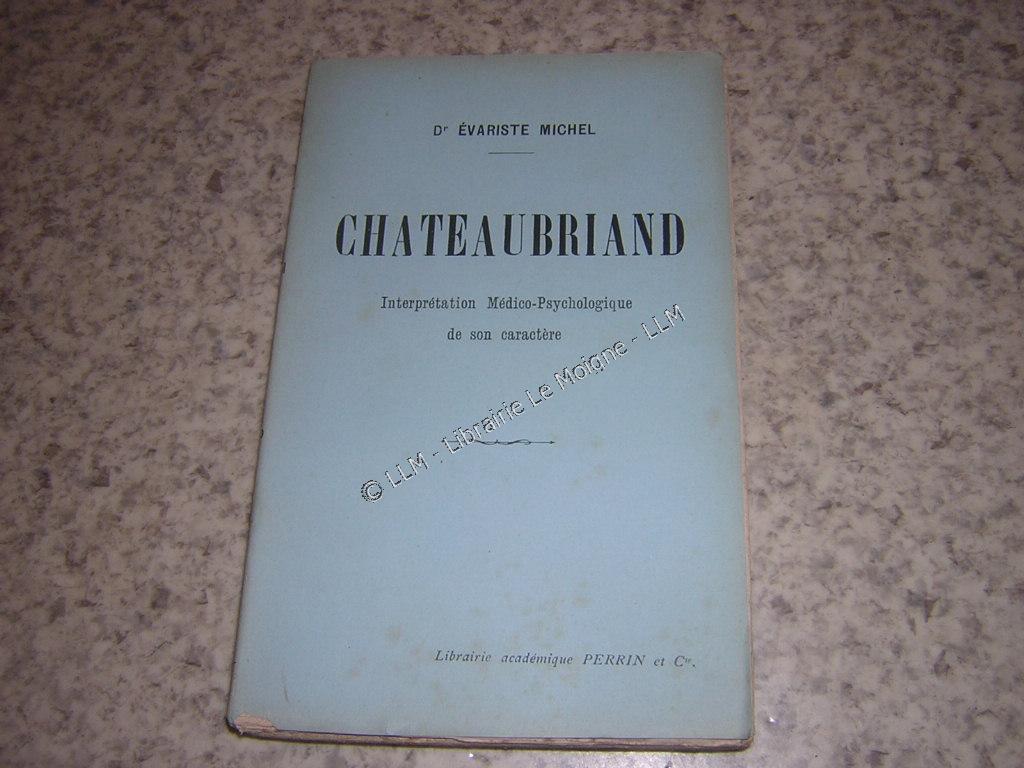 Dr ÉVARISTE MICHEL
CHATEAUBRIAND
Interprétation Médico-Psychologique
de son caractère
© LLM - Librairie Le Moigne - LLM
Librairie académique PERRIN et Cie.